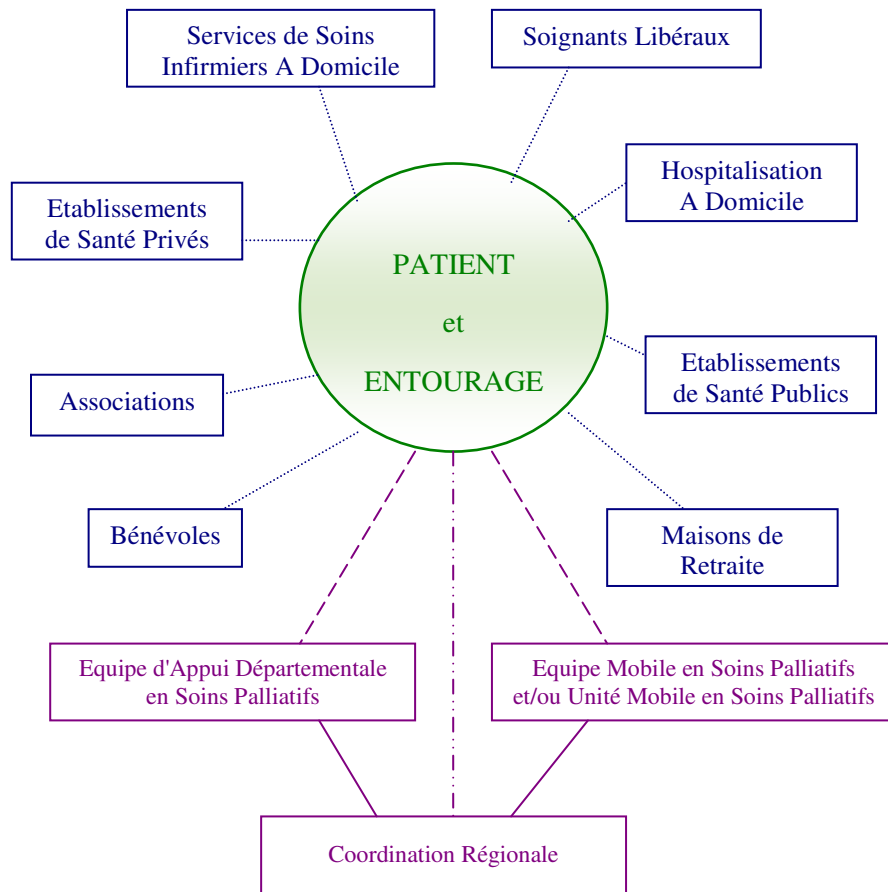 Services de Soins
Infirmiers A Domicile
Soignants Libéraux
Hospitalisation
A Domicile
Etablissements
de Santé Privés
PATIENT
et
ENTOURAGE
Etablissements
de Santé Publics
Associations
Bénévoles
Maisons de
Retraite
Equipe d'Appui Départementale
en Soins Palliatifs
Equipe Mobile en Soins Palliatifs
et/ou Unité Mobile en Soins Palliatifs
Coordination Régionale